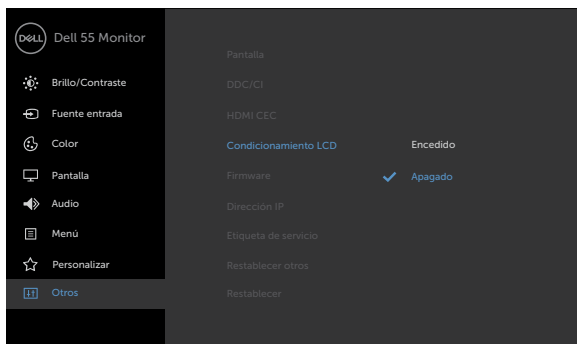 DELL Dell 55 Monitor
Pantalla
Brillo/Contraste
DDC/CI
Fuente entrada
HDMI CEC
Color
Condicionamiento LCD
Encedido
Pantalla
Firmware
Apagado
Audio
Dirección IP
Menú
Etiqueta de servicio
Personalizar
Restablecer otros
Otros
Restablecer